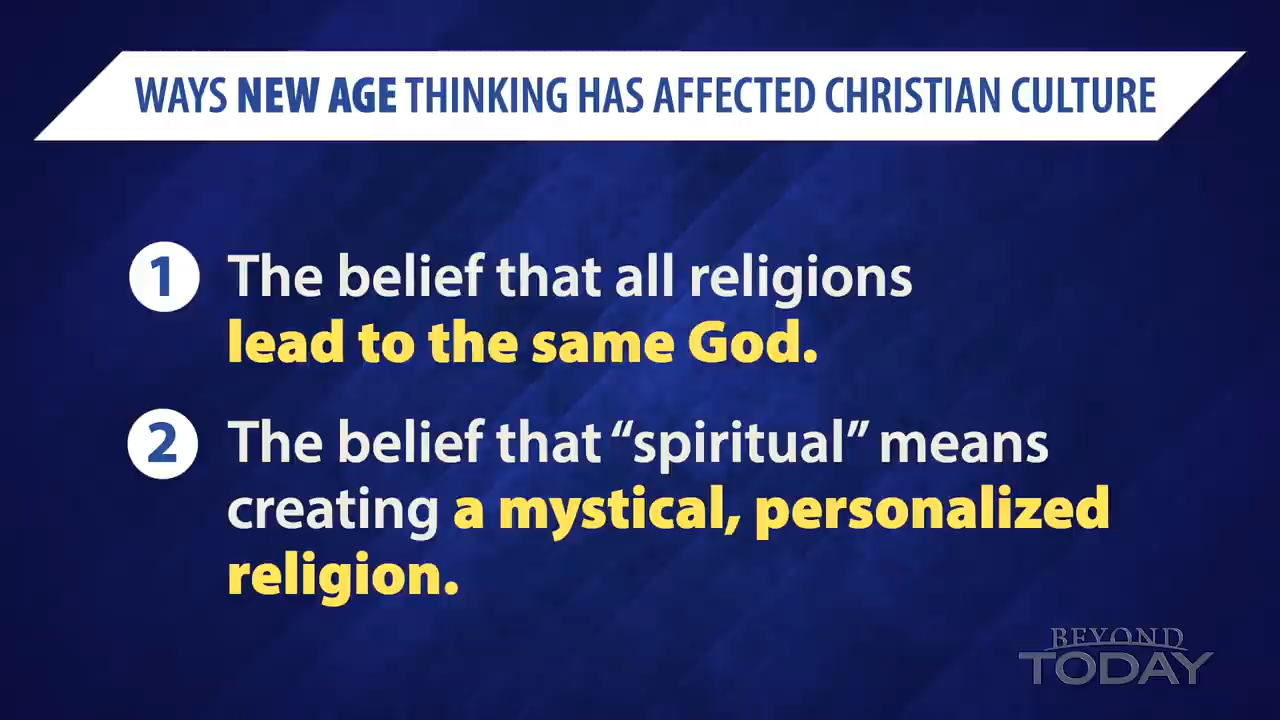 WAYS NEW AGE THINKING HAS AFFECTED CHRISTIAN CULTURE
1 The belief that all religions
lead to the same God.
2 The belief that “spiritual” means
creating a mystical, personalized
religion.
BEYOND
TODAY